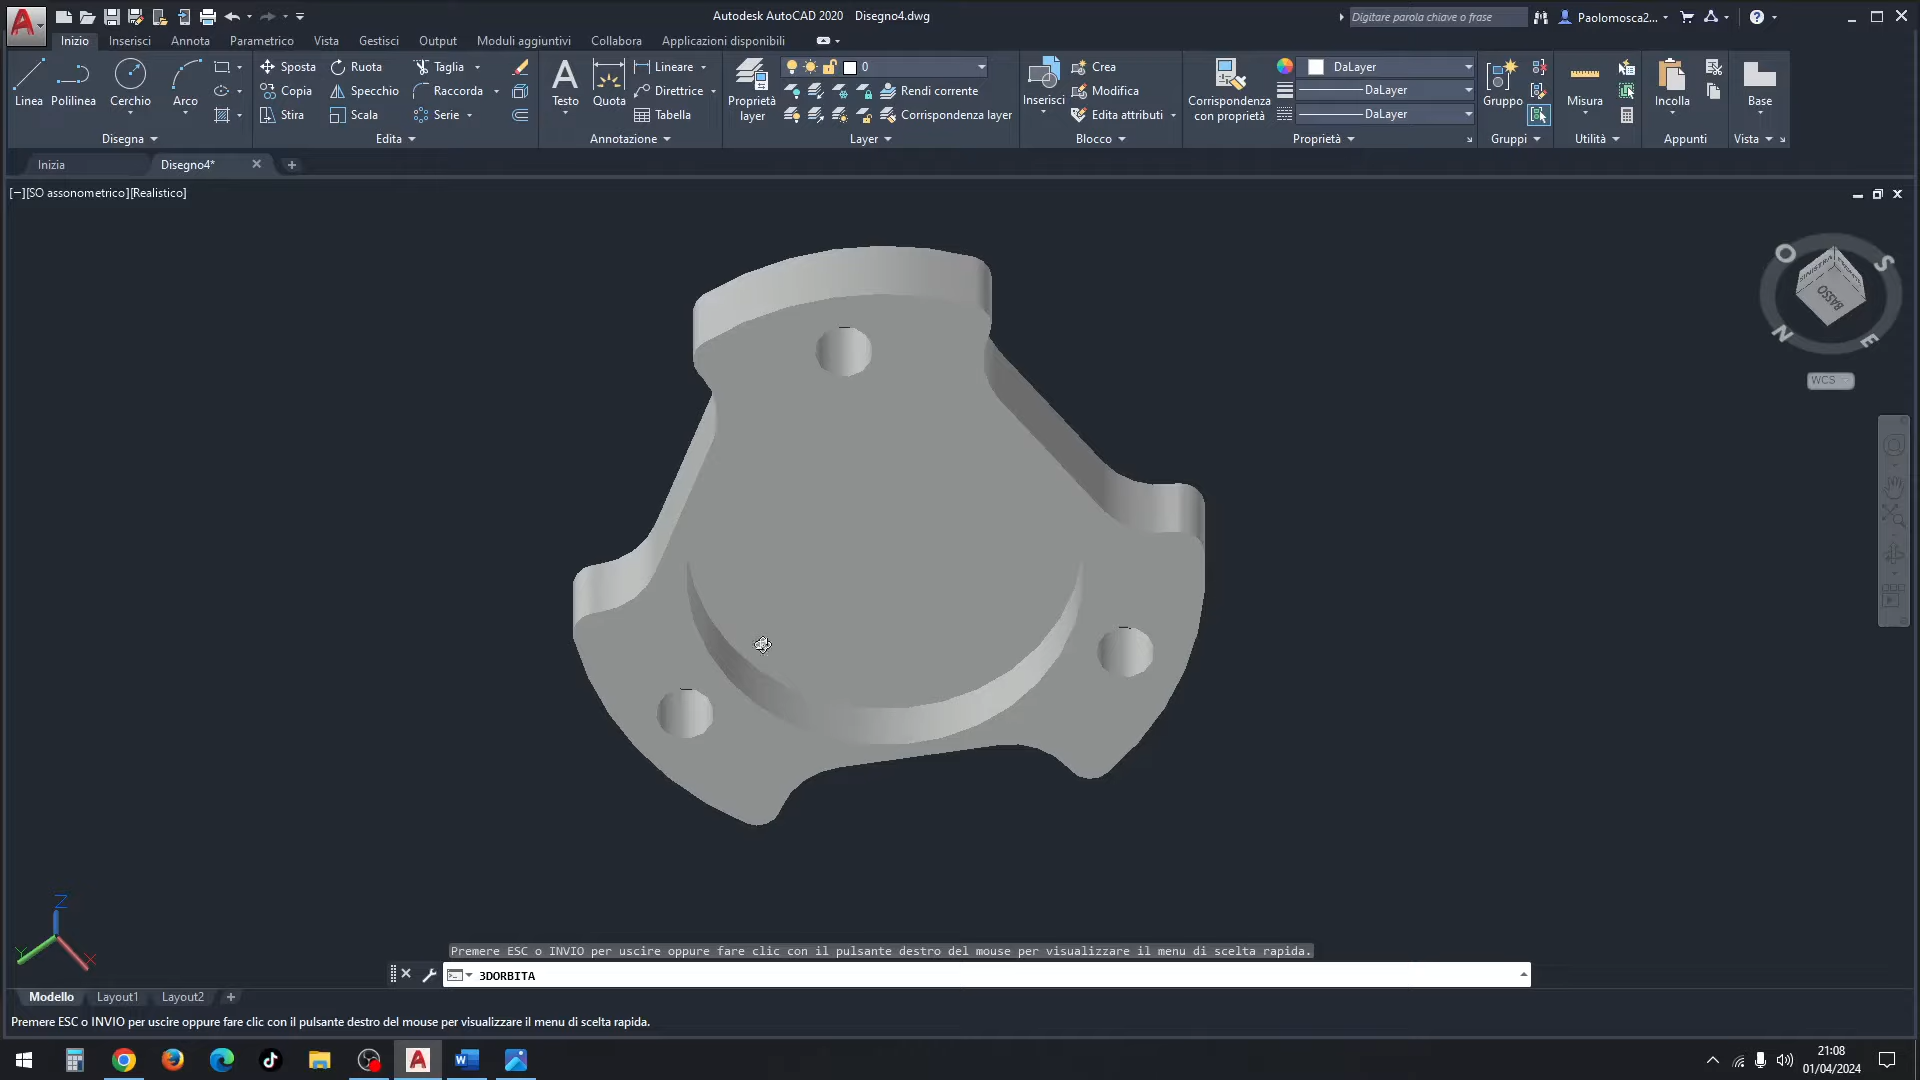 Autodesk AutoCAD 2020 Disegno4.dwg
Digitare parola chiave o frase
Paolomosca2...
Inizio Inserisci Annota Parametrico Vista Gestisci Output Moduli aggiuntivi Collabora Applicazioni disponibili
Linea Polilinea Cerchio Arco
Sposta Ruota Taglia
Copia Specchio Raccorda
Stira Scala Serie
Testo Quota
Lineare
Direttrice
Tabella
Proprietà layer
0
Rendi corrente
Corrispondenza layer
Inserisci
Crea
Modifica
Edita attributi
Corrispondenza con proprietà
DaLayer
DaLayer
DaLayer
Gruppo
Misura
Incolla
Base
Disegna Edita Annotazione Layer Blocco Proprietà Gruppi Utilità Appunti Vista
Inizia Disegno4*
[−][SO assonometrico][Realistico]
O S N E
SINISTRA
BASSO
WCS
Z
Y X
Premere ESC o INVIO per uscire oppure fare clic con il pulsante destro del mouse per visualizzare il menu di scelta rapida.
3DORBITA
Modello Layout1 Layout2
Premere ESC o INVIO per uscire oppure fare clic con il pulsante destro del mouse per visualizzare il menu di scelta rapida.
21:08
01/04/2024